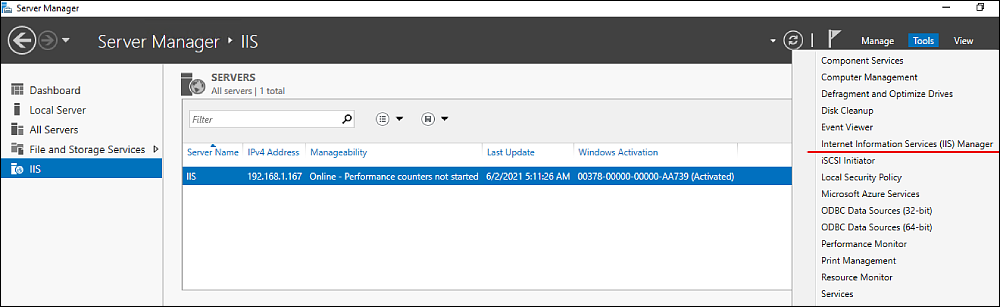 Server Manager
Server Manager ‣ IIS
Manage Tools View
Dashboard
Local Server
All Servers
File and Storage Services
IIS
SERVERS
All servers | 1 total
Filter
Server Name IPv4 Address Manageability Last Update Windows Activation
IIS 192.168.1.167 Online - Performance counters not started 6/2/2021 5:11:26 AM 00378-00000-00000-AA739 (Activated)
Component Services
Computer Management
Defragment and Optimize Drives
Disk Cleanup
Event Viewer
Internet Information Services (IIS) Manager
iSCSI Initiator
Local Security Policy
Microsoft Azure Services
ODBC Data Sources (32-bit)
ODBC Data Sources (64-bit)
Performance Monitor
Print Management
Resource Monitor
Services